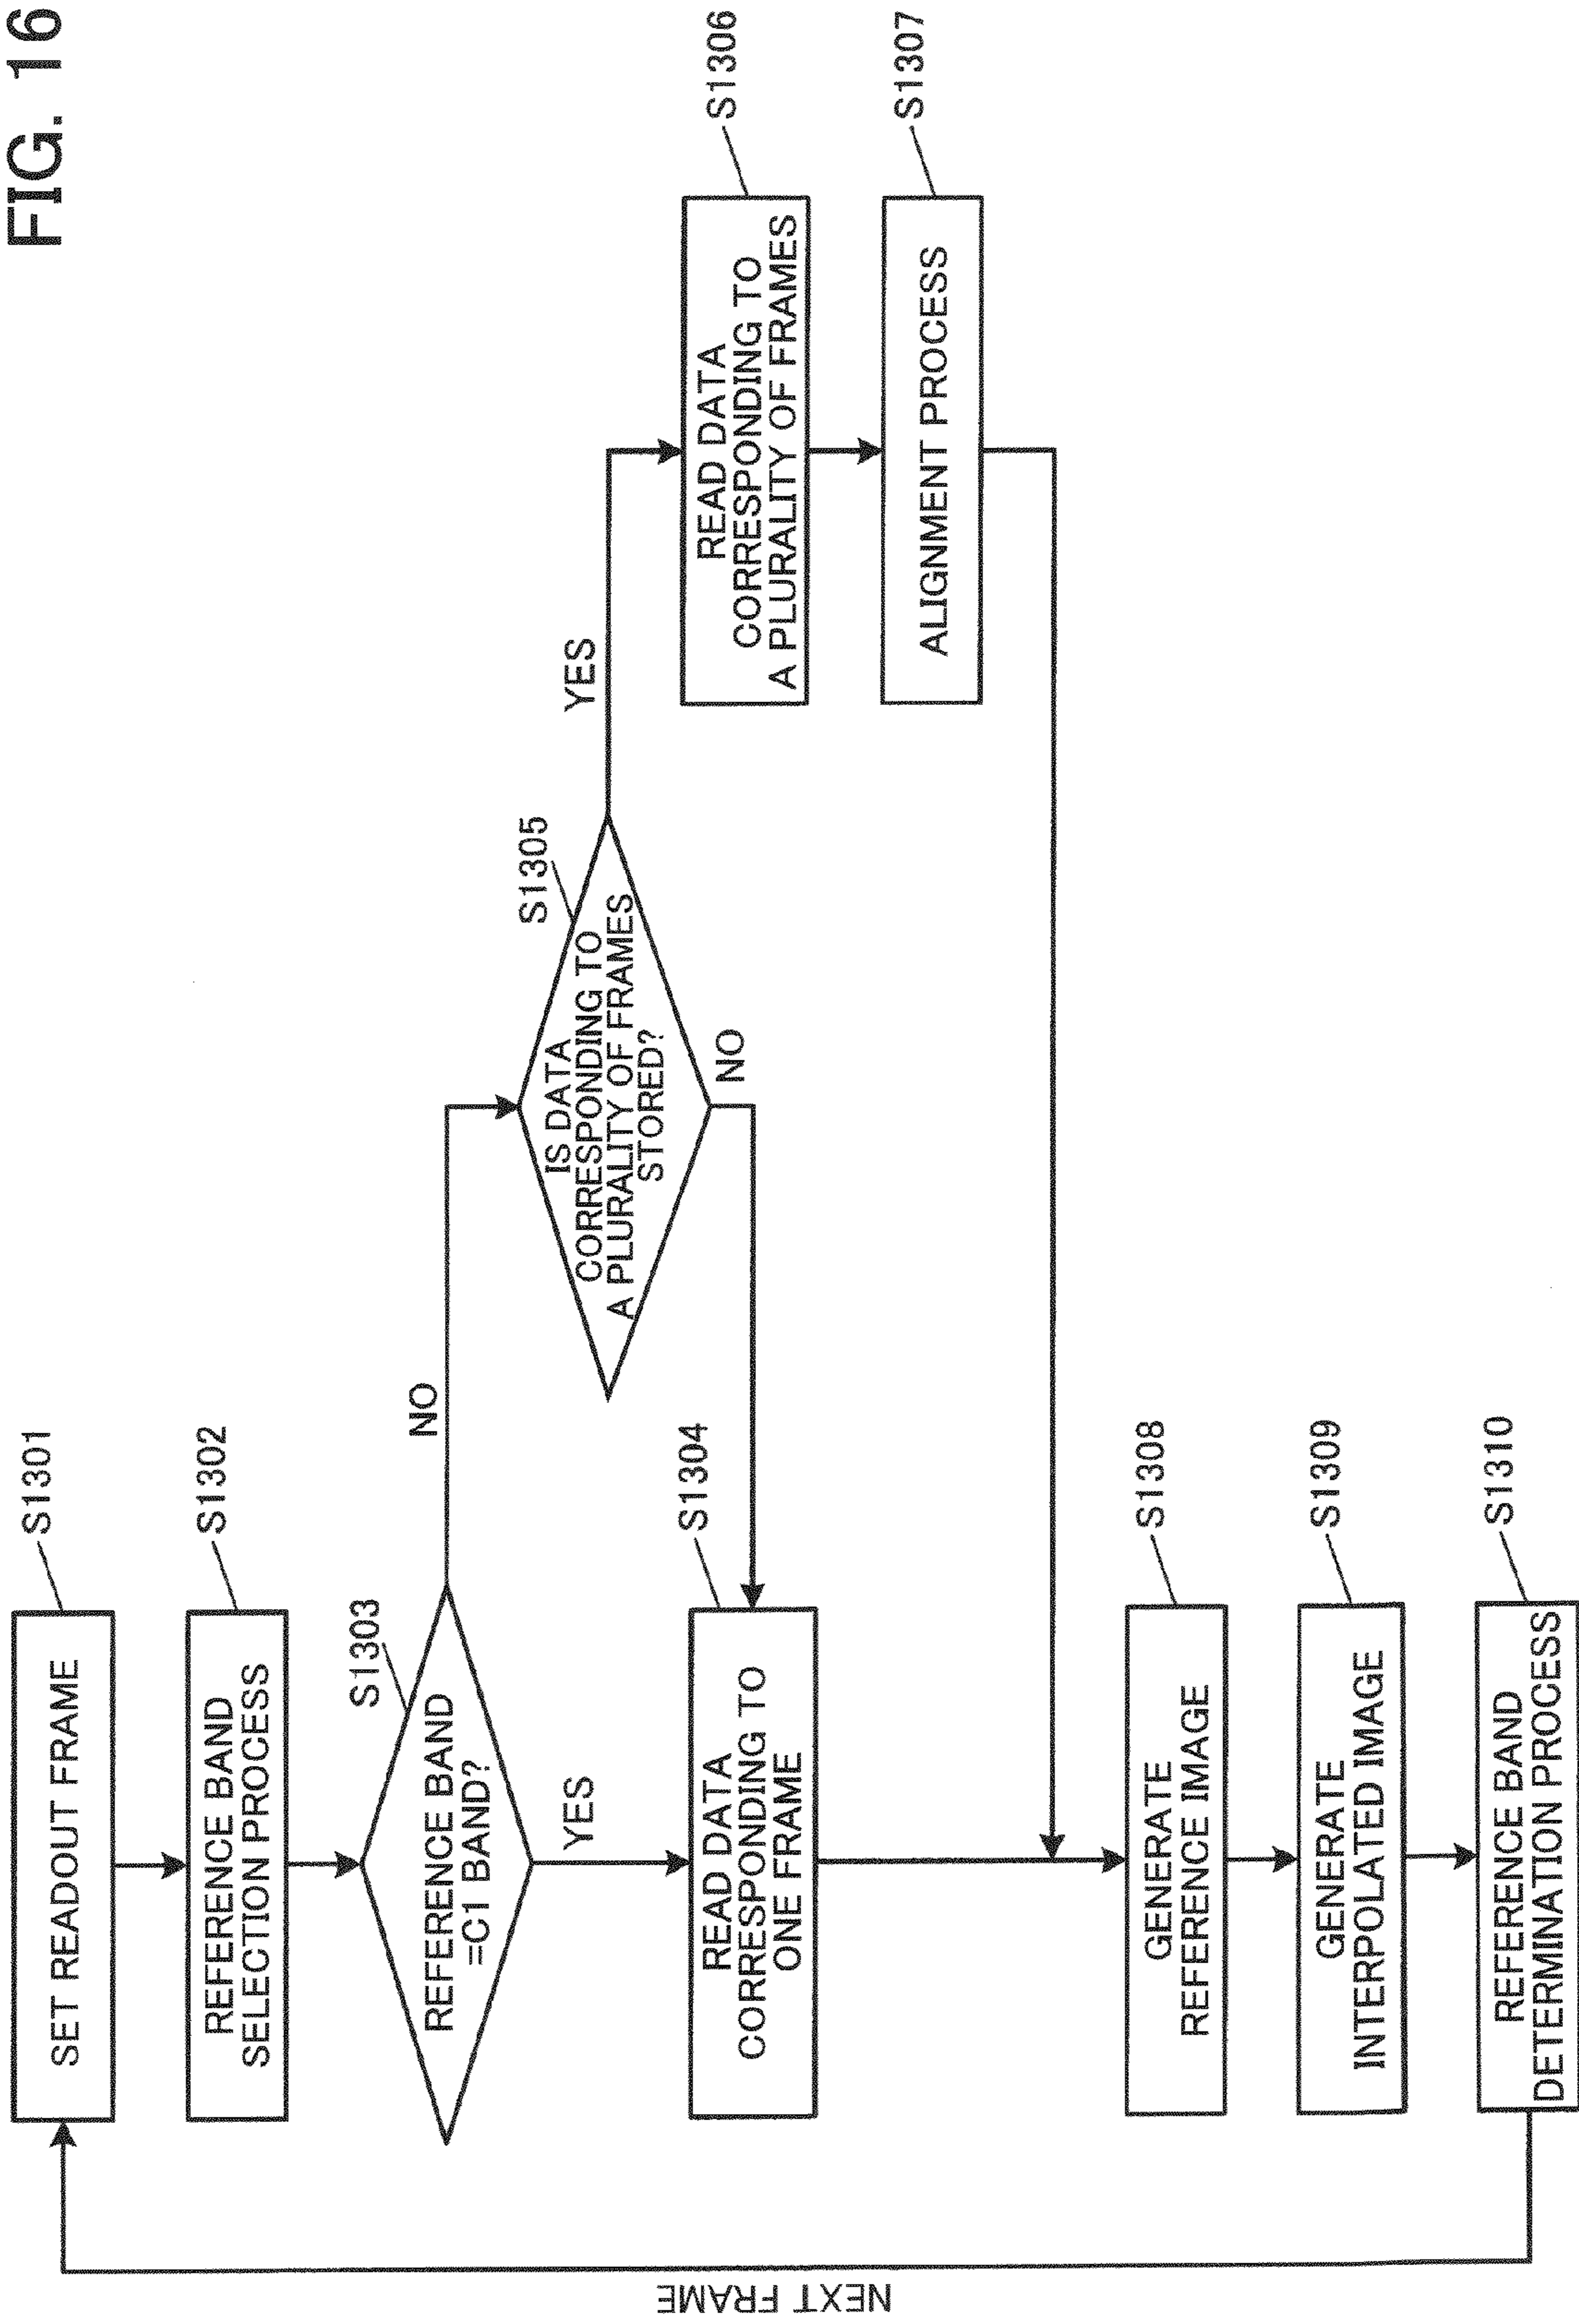 FIG. 16
S1301
SET READOUT FRAME
S1302
REFERENCE BAND
SELECTION PROCESS
S1303
REFERENCE BAND
=C1 BAND?
NO
YES
S1305
IS DATA
CORRESPONDING TO
A PLURALITY OF FRAMES
STORED?
YES
NO
S1304
READ DATA
CORRESPONDING TO
ONE FRAME
S1306
READ DATA
CORRESPONDING TO
A PLURALITY OF FRAMES
S1307
ALIGNMENT PROCESS
S1308
GENERATE
REFERENCE IMAGE
S1309
GENERATE
INTERPOLATED IMAGE
S1310
REFERENCE BAND
DETERMINATION PROCESS
NEXT FRAME